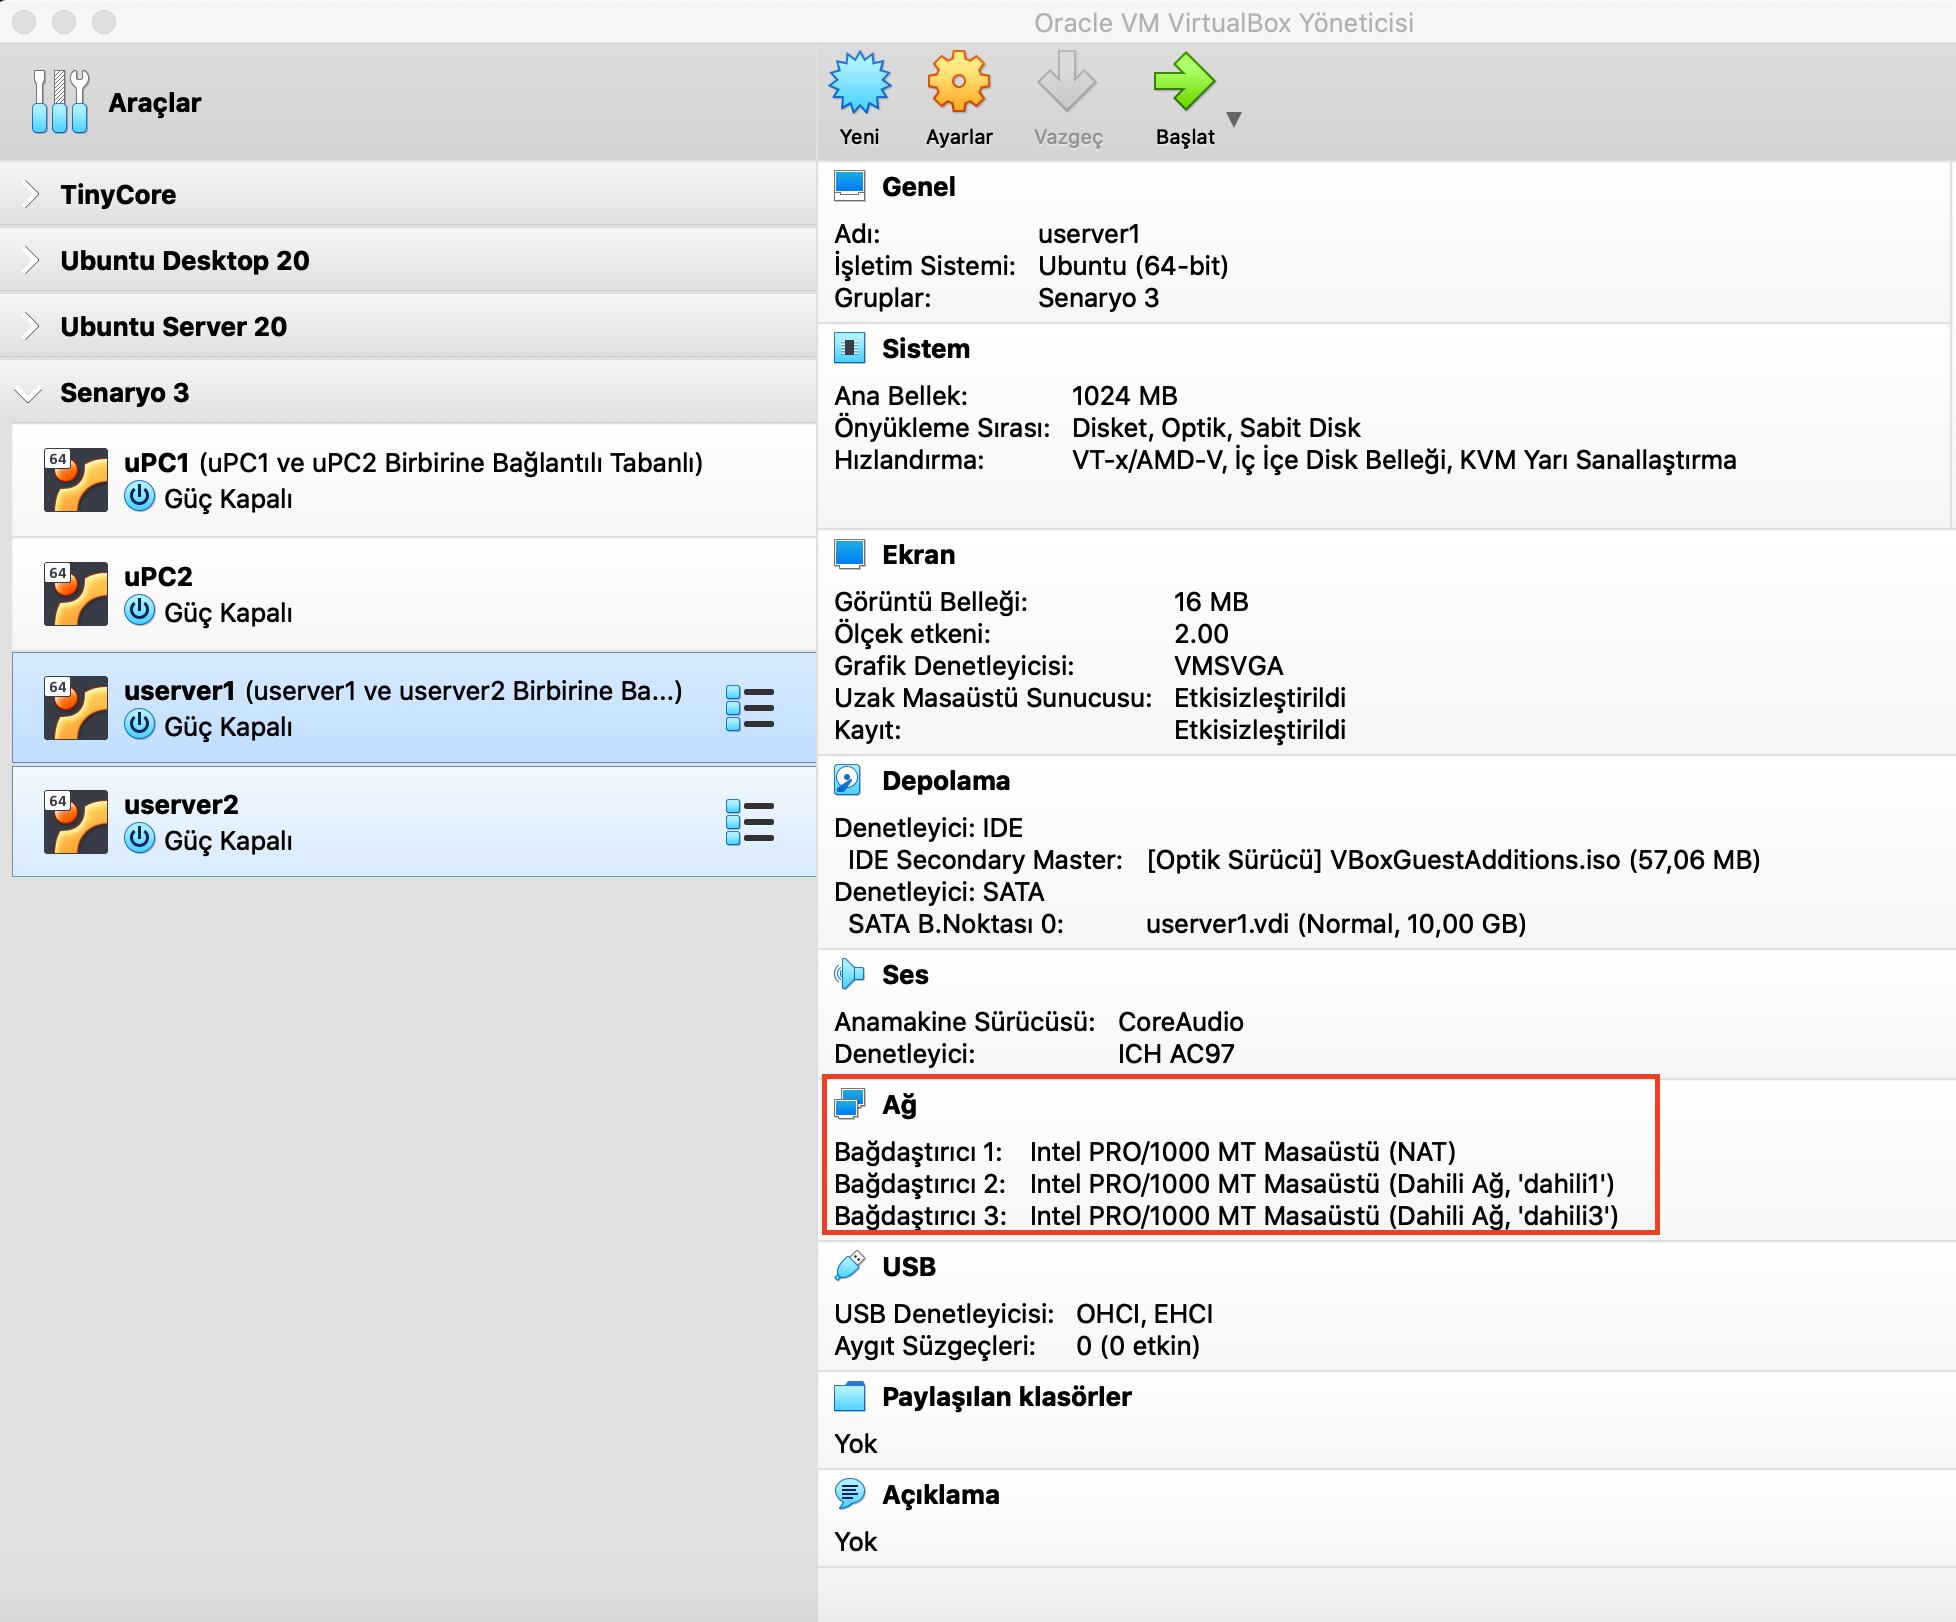 Oracle VM VirtualBox Yöneticisi
Araçlar
Yeni
Ayarlar
Vazgeç
Başlat
TinyCore
Ubuntu Desktop 20
Ubuntu Server 20
Senaryo 3
64
uPC1 (uPC1 ve uPC2 Birbirine Bağlantılı Tabanlı)
Güç Kapalı
64
uPC2
Güç Kapalı
64
userver1 (userver1 ve userver2 Birbirine Ba...)
Güç Kapalı
64
userver2
Güç Kapalı
Genel
Adı: userver1
İşletim Sistemi: Ubuntu (64-bit)
Gruplar: Senaryo 3
Sistem
Ana Bellek: 1024 MB
Önyükleme Sırası: Disket, Optik, Sabit Disk
Hızlandırma: VT-x/AMD-V, İç İçe Disk Belleği, KVM Yarı Sanallaştırma
Ekran
Görüntü Belleği: 16 MB
Ölçek etkeni: 2.00
Grafik Denetleyicisi: VMSVGA
Uzak Masaüstü Sunucusu: Etkisizleştirildi
Kayıt: Etkisizleştirildi
Depolama
Denetleyici: IDE
IDE Secondary Master: [Optik Sürücü] VBoxGuestAdditions.iso (57,06 MB)
Denetleyici: SATA
SATA B.Noktası 0: userver1.vdi (Normal, 10,00 GB)
Ses
Anamakine Sürücüsü: CoreAudio
Denetleyici: ICH AC97
Ağ
Bağdaştırıcı 1: Intel PRO/1000 MT Masaüstü (NAT)
Bağdaştırıcı 2: Intel PRO/1000 MT Masaüstü (Dahili Ağ, 'dahili1')
Bağdaştırıcı 3: Intel PRO/1000 MT Masaüstü (Dahili Ağ, 'dahili3')
USB
USB Denetleyicisi: OHCI, EHCI
Aygıt Süzgeçleri: 0 (0 etkin)
Paylaşılan klasörler
Yok
Açıklama
Yok